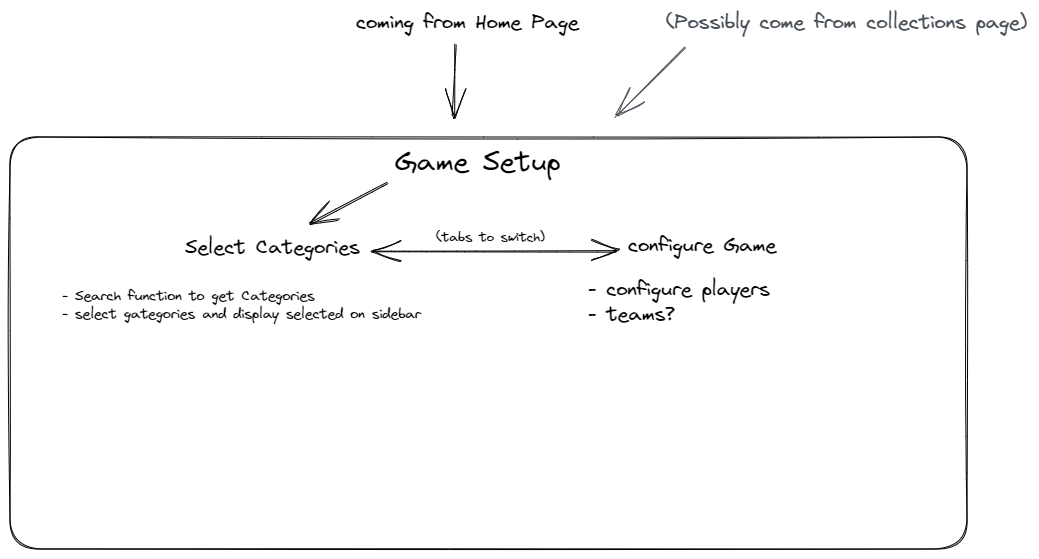 coming from Home Page
(Possibly come from collections page)
Game Setup
Select Categories
(tabs to switch)
configure Game
- Search function to get Categories
- select gategories and display selected on sidebar
- configure players
- teams?